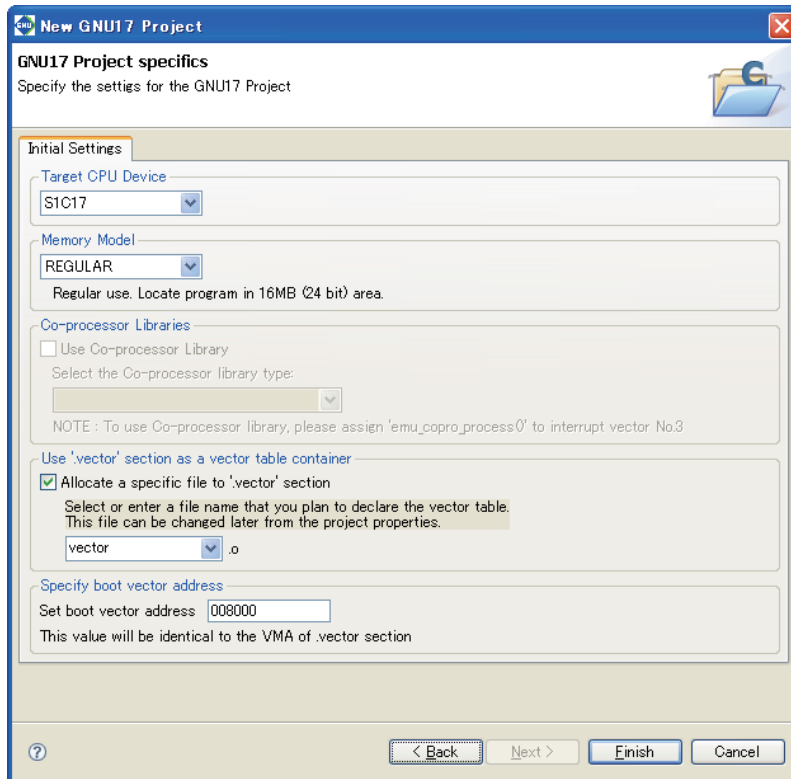 GNU New GNU17 Project
GNU17 Project specifics
Specify the settigs for the GNU17 Project
C
Initial Settings
Target CPU Device
S1C17
Memory Model
REGULAR
Regular use. Locate program in 16MB (24 bit) area.
Co-processor Libraries
Use Co-processor Library
Select the Co-processor library type:
NOTE : To use Co-processor library, please assign 'emu_copro_process()' to interrupt vector No.3
Use '.vector' section as a vector table container
Allocate a specific file to '.vector' section
Select or enter a file name that you plan to declare the vector table.
This file can be changed later from the project properties.
vector .o
Specify boot vector address
Set boot vector address 008000
This value will be identical to the VMA of .vector section
? < Back Next > Finish Cancel